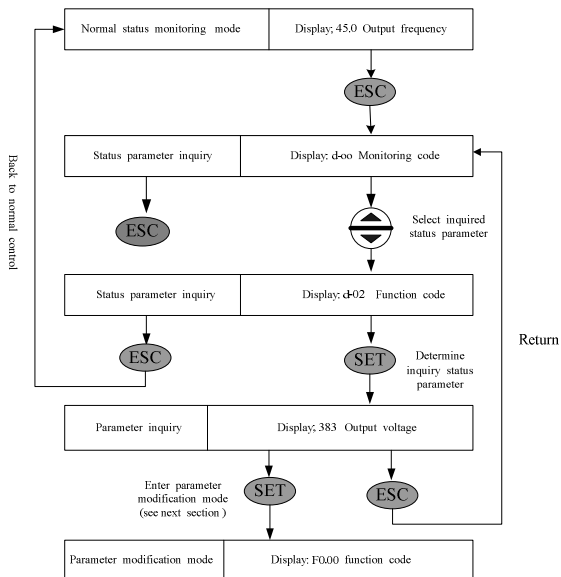 Normal status monitoring mode
Display; 45.0 Output frequency
ESC
Status parameter inquiry
Display; d-oo Monitoring code
ESC
Select inquired
status parameter
Back to normal control
Status parameter inquiry
Display; d-02 Function code
ESC
SET
Determine
inquiry status
parameter
Return
Parameter inquiry
Display; 383 Output voltage
Enter parameter
modification mode
(see next section )
SET
ESC
Parameter modification mode
Display; F0.00 function code